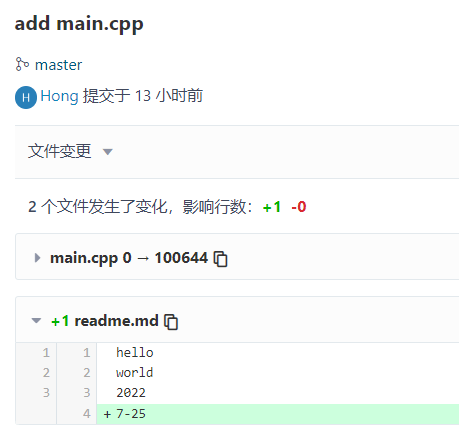 add main.cpp
master
H Hong 提交于 13 小时前
文件变更
2 个文件发生了变化，影响行数：+1 -0
main.cpp 0 → 100644
+1 readme.md
1 1 hello
2 2 world
3 3 2022
4 + 7-25